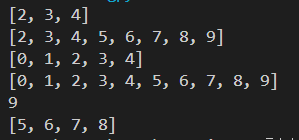 [2, 3, 4]
[2, 3, 4, 5, 6, 7, 8, 9]
[0, 1, 2, 3, 4]
[0, 1, 2, 3, 4, 5, 6, 7, 8, 9]
9
[5, 6, 7, 8]